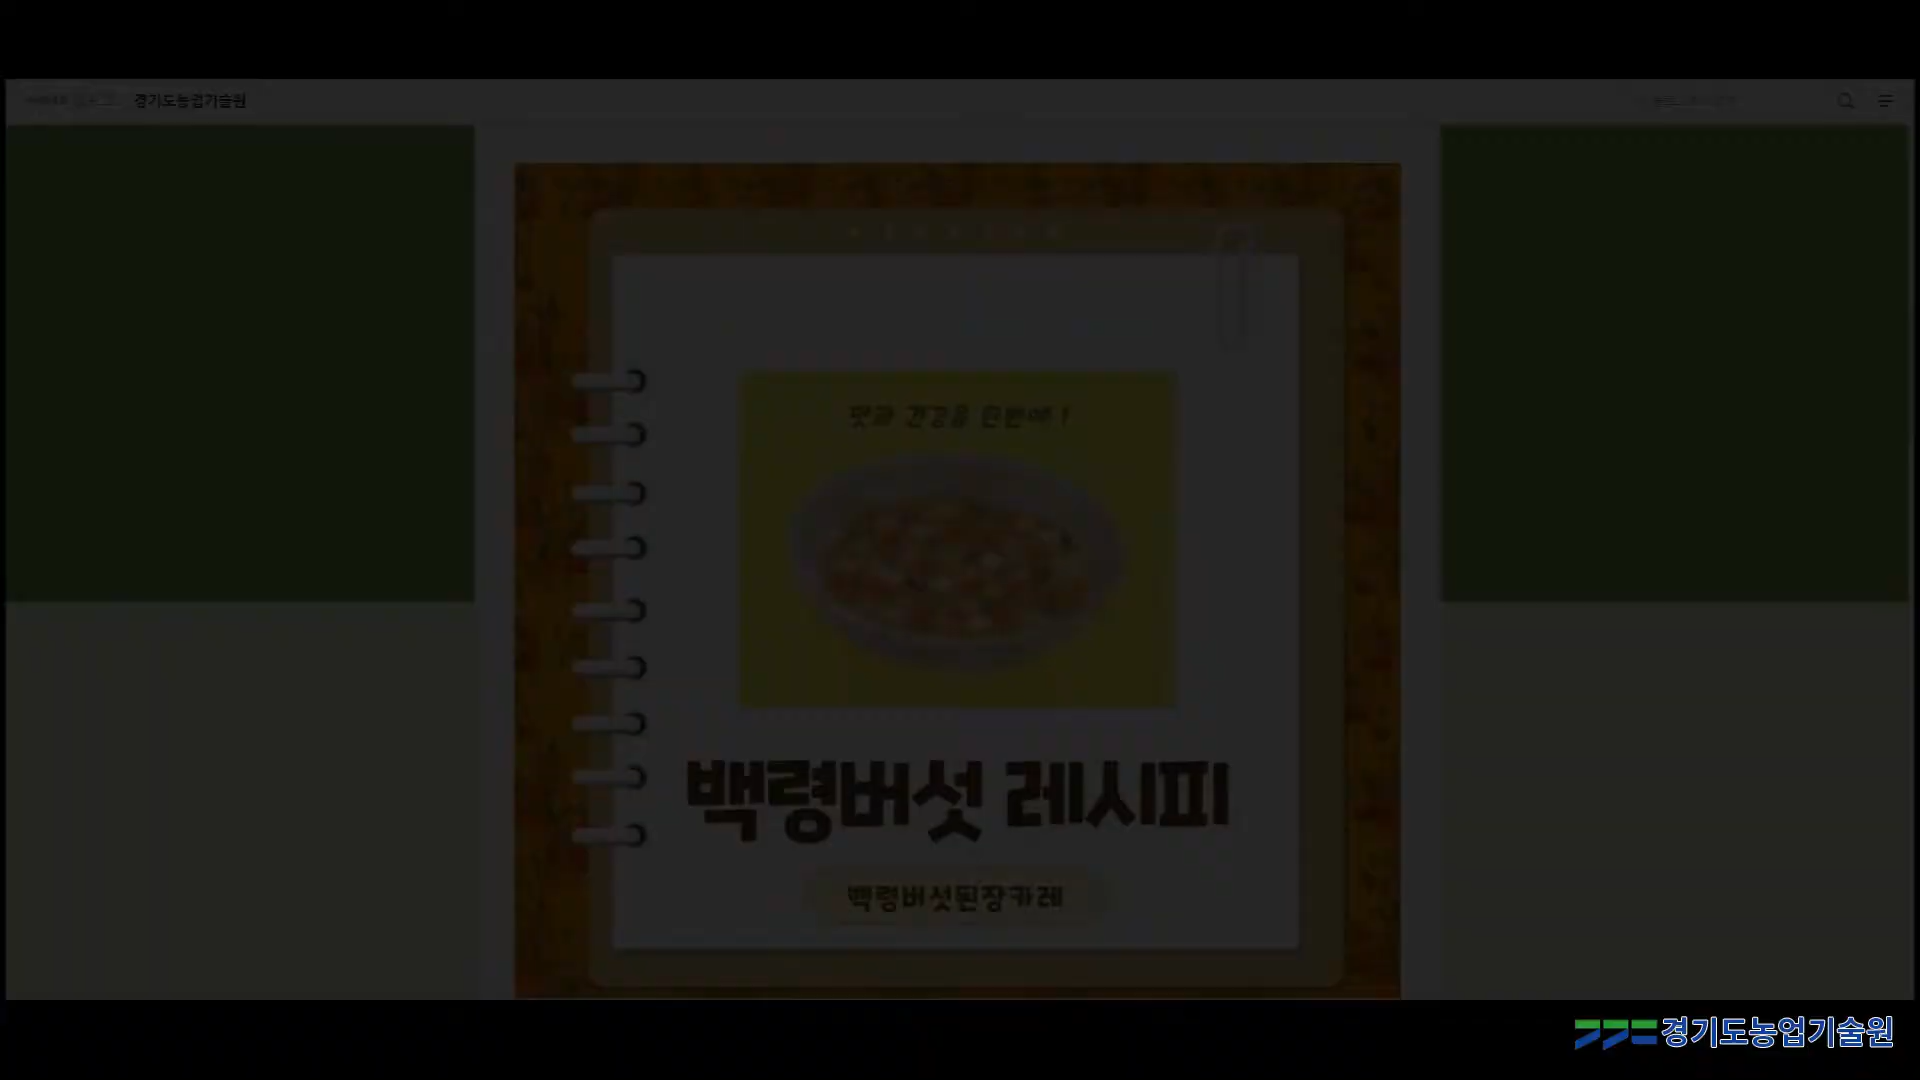 경기도농업기술원
맛과 건강을 한번에 !
백령버섯 레시피
백령버섯된장카레
경기도농업기술원